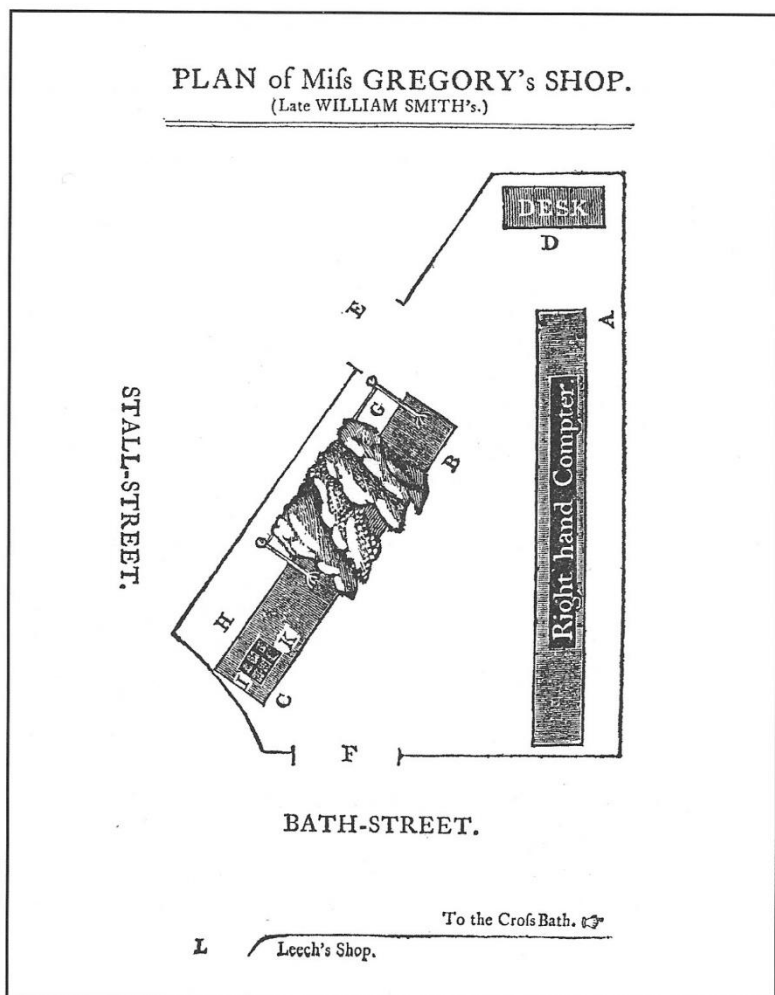 PLAN of Miſs GREGORY's SHOP.
(Late WILLIAM SMITH's.)
DESK
D
E
A
G
B
STALL-STREET.
Right hand Compter.
H
I
K
C
F
BATH-STREET.
To the Croſs Bath.
L
Leech's Shop.